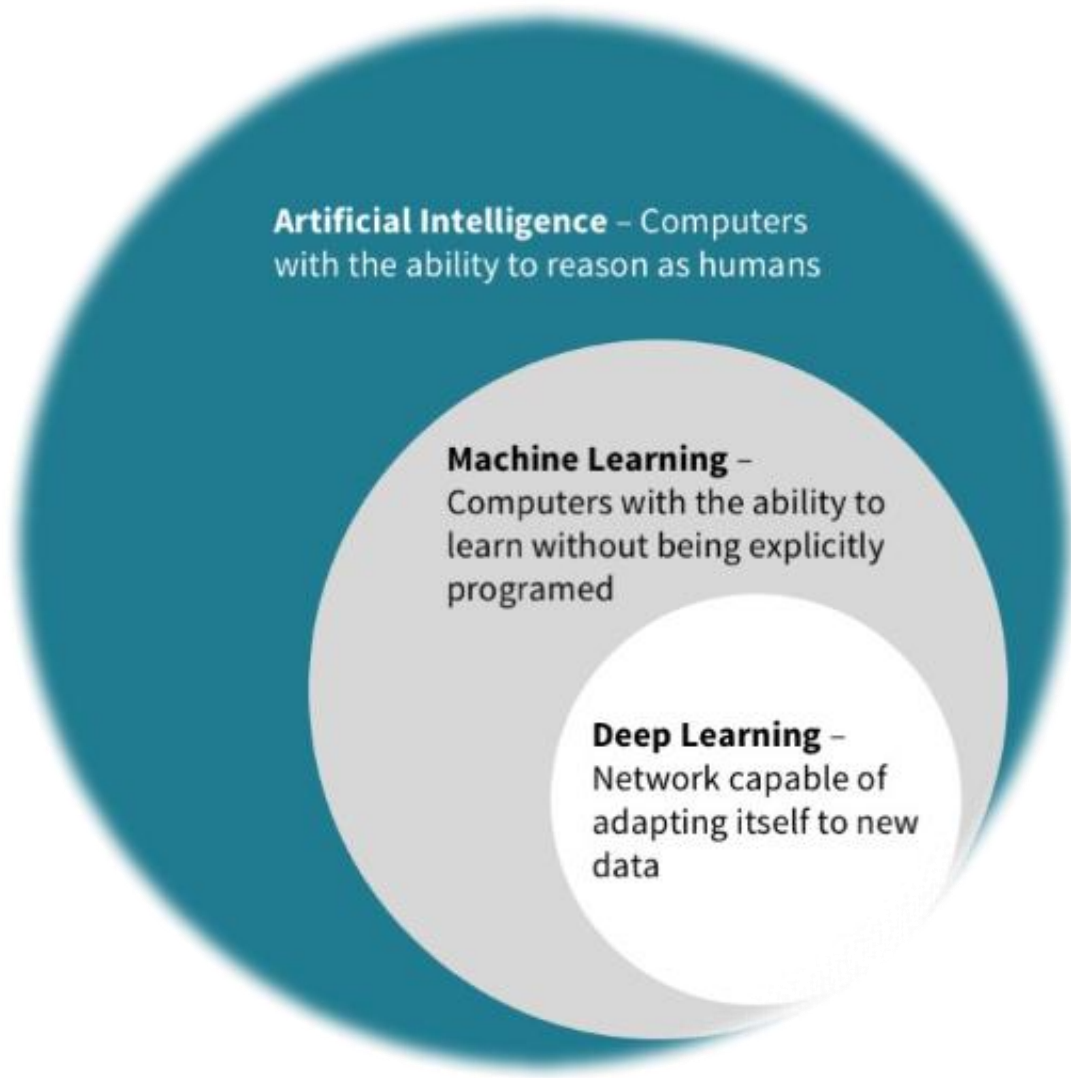 Artificial Intelligence – Computers
with the ability to reason as humans
Machine Learning –
Computers with the ability to
learn without being explicitly
programed
Deep Learning –
Network capable of
adapting itself to new
data